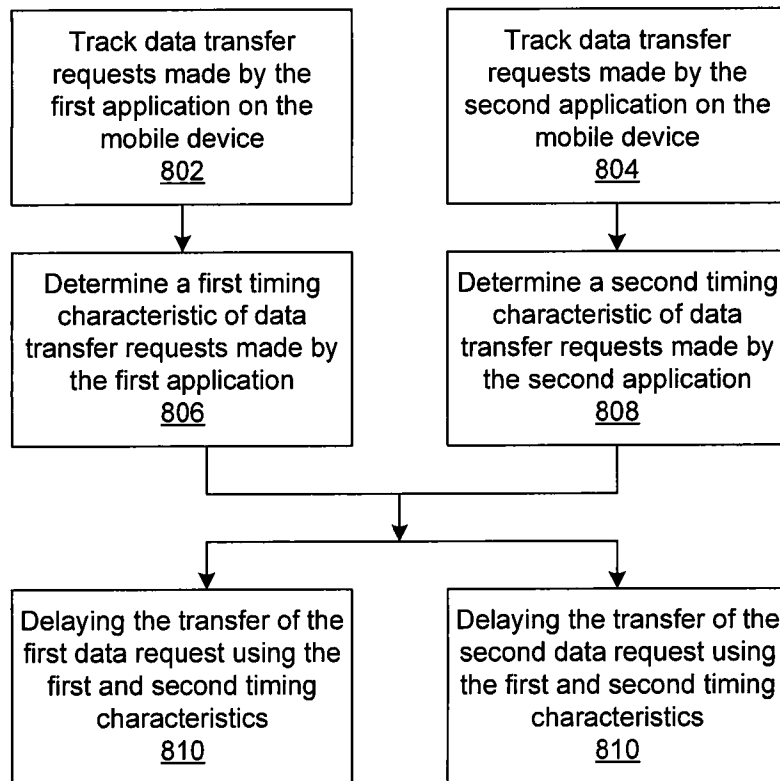 Track data transfer
requests made by the
first application on the
mobile device
802
Track data transfer
requests made by the
second application on the
mobile device
804
Determine a first timing
characteristic of data
transfer requests made by
the first application
806
Determine a second timing
characteristic of data
transfer requests made by
the second application
808
Delaying the transfer of the
first data request using the
first and second timing
characteristics
810
Delaying the transfer of the
second data request using
the first and second timing
characteristics
810